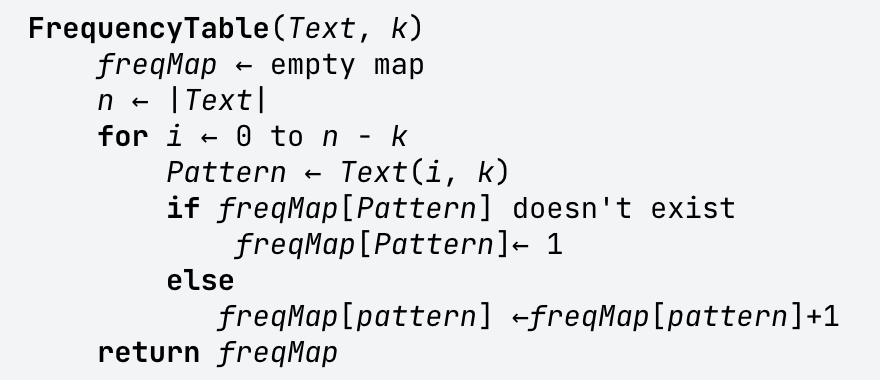 FrequencyTable(Text, k)
freqMap ← empty map
n ← |Text|
for i ← 0 to n - k
Pattern ← Text(i, k)
if freqMap[Pattern] doesn't exist
freqMap[Pattern]← 1
else
freqMap[pattern] ←freqMap[pattern]+1
return freqMap